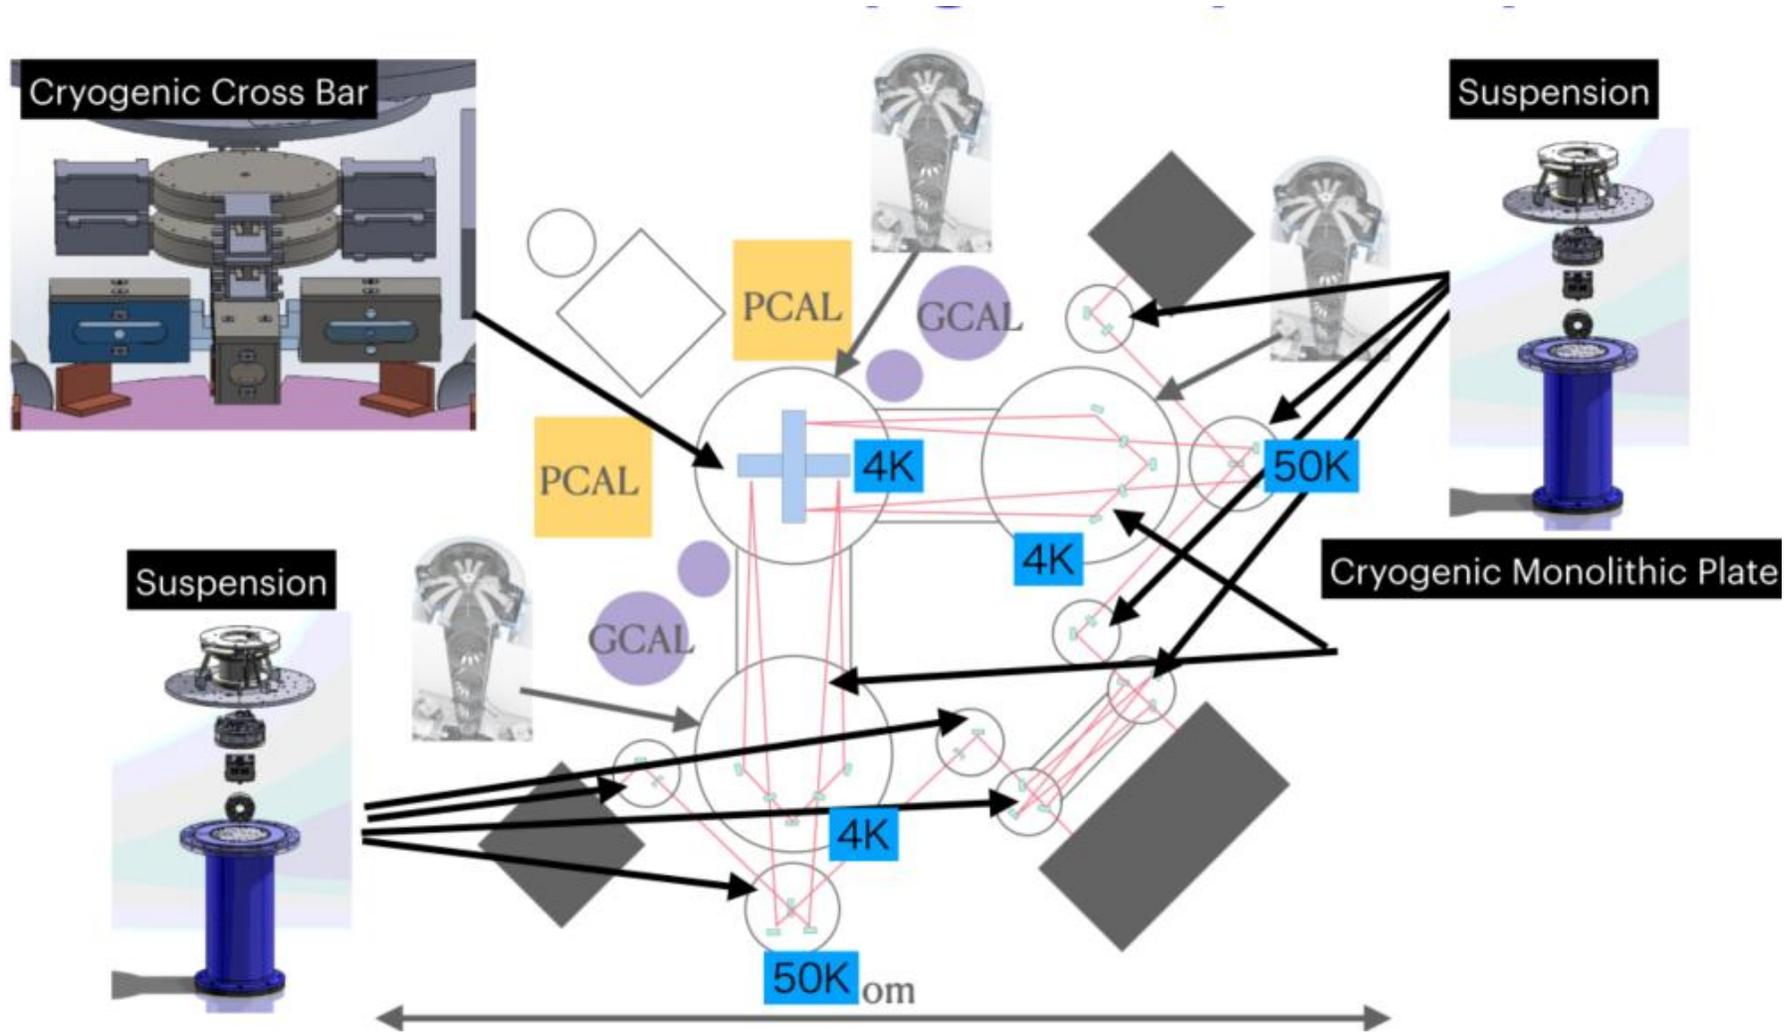 Cryogenic Cross Bar
Suspension
PCAL
GCAL
PCAL
4K
50K
4K
Suspension
Cryogenic Monolithic Plate
GCAL
4K
50K
om